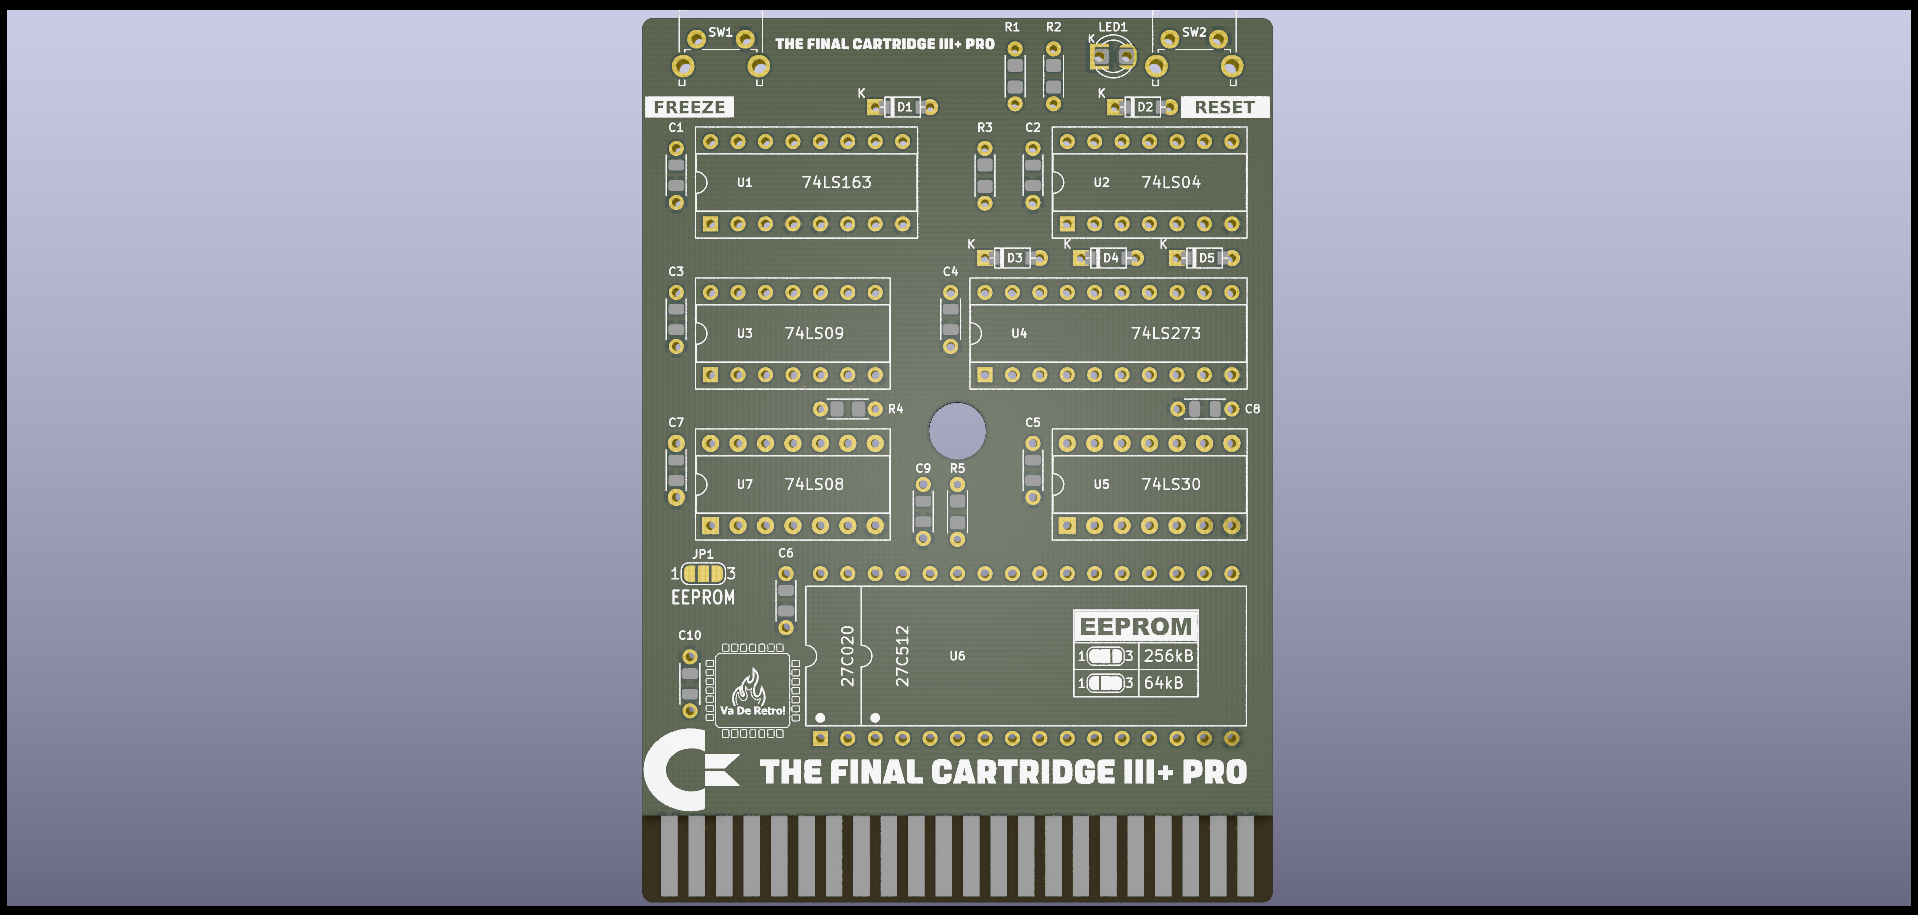 SW1
THE FINAL CARTRIDGE III+ PRO
R1
R2
LED1
K
SW2
FREEZE
K
D1
K
D2
RESET
C1
U1
74LS163
R3
C2
U2
74LS04
K
D3
K
D4
K
D5
C3
U3
74LS09
C4
U4
74LS273
R4
C8
C7
U7
74LS08
C9
R5
C5
U5
74LS30
JP1
1
3
EEPROM
C6
27C020
27C512
U6
EEPROM
1 3 256kB
1 3 64kB
C10
Va De Retro!
THE FINAL CARTRIDGE III+ PRO